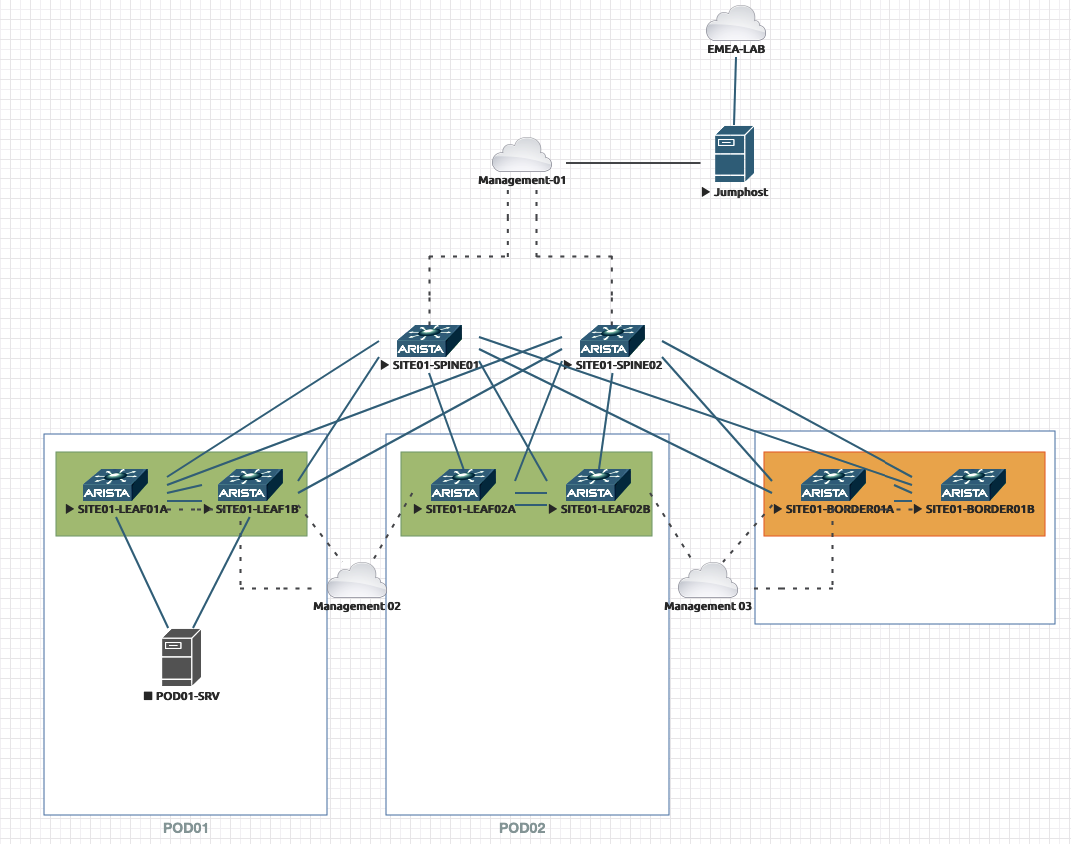 EMEA-LAB
Management-01
Jumphost
ARISTA
SITE01-SPINE01
ARISTA
SITE01-SPINE02
ARISTA
SITE01-LEAF01A
ARISTA
SITE01-LEAF1B
ARISTA
SITE01-LEAF02A
ARISTA
SITE01-LEAF02B
ARISTA
SITE01-BORDER01A
ARISTA
SITE01-BORDER01B
Management 02
Management 03
POD01-SRV
POD01
POD02